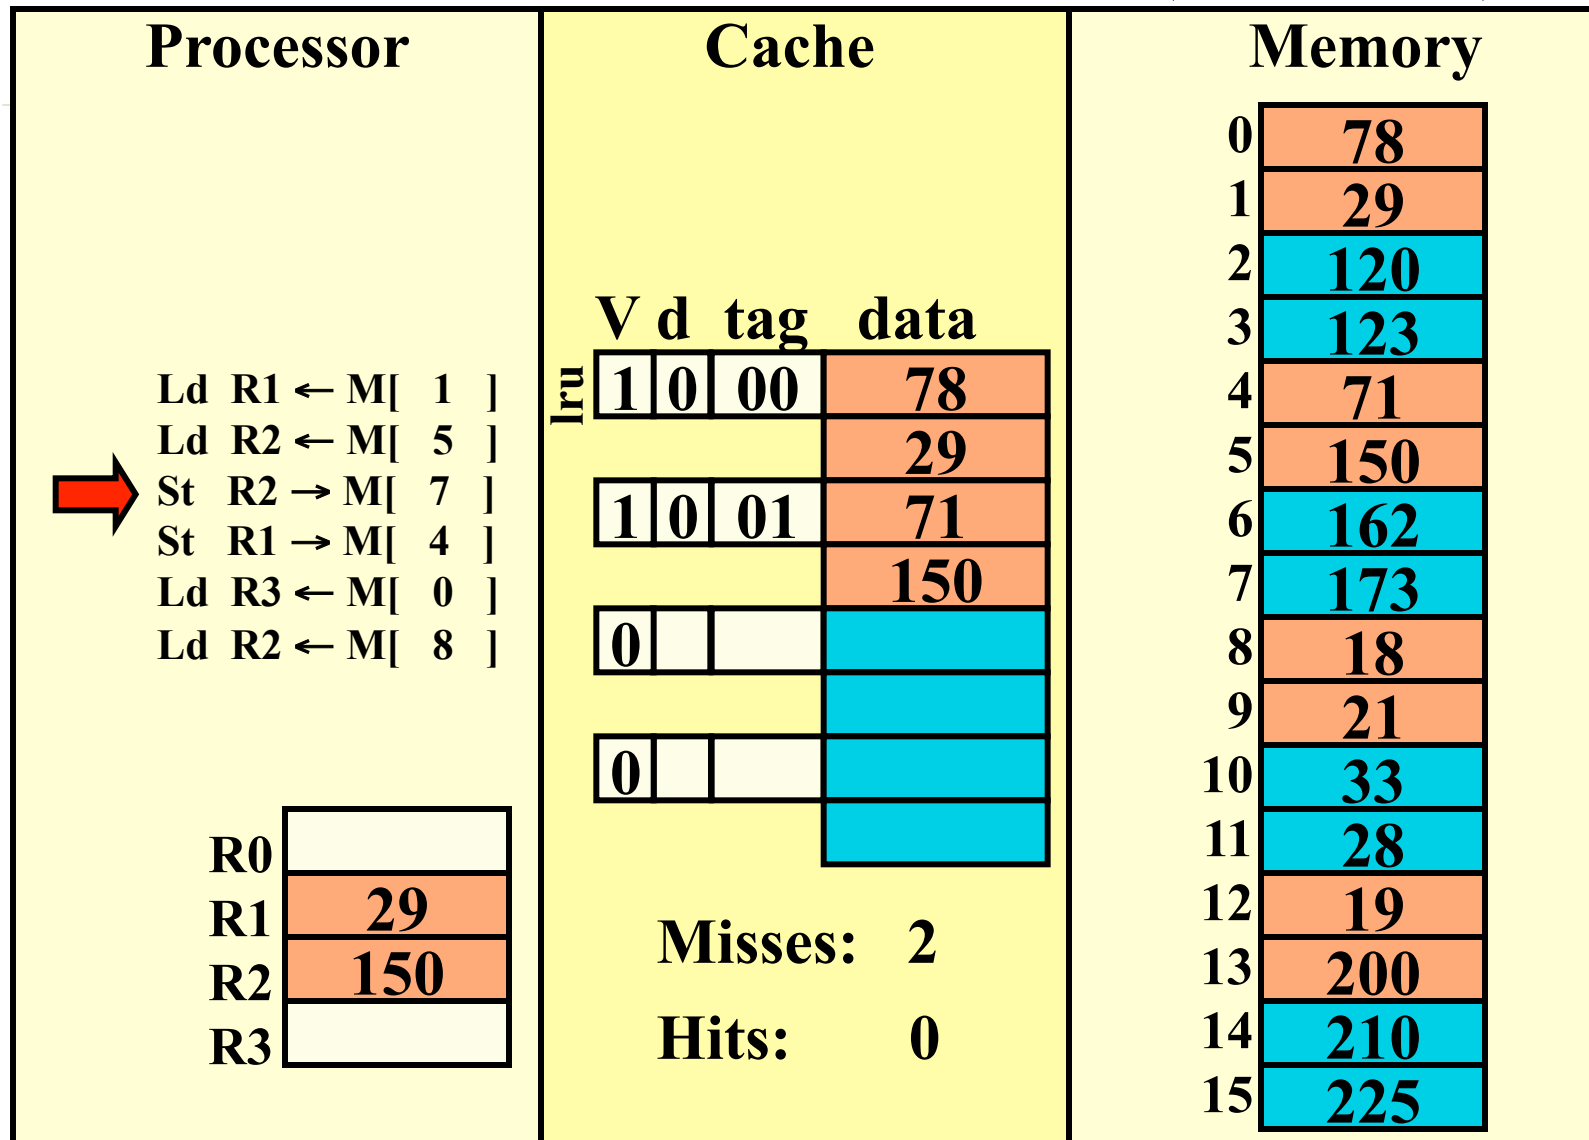 Processor
Ld R1 ← M[ 1 ]
Ld R2 ← M[ 5 ]
St R2 → M[ 7 ]
St R1 → M[ 4 ]
Ld R3 ← M[ 0 ]
Ld R2 ← M[ 8 ]
R0
R1 29
R2 150
R3
Cache
V d tag data
lru
1 0 00 78
29
1 0 01 71
150
0
0
Misses: 2
Hits: 0
Memory
0 78
1 29
2 120
3 123
4 71
5 150
6 162
7 173
8 18
9 21
10 33
11 28
12 19
13 200
14 210
15 225